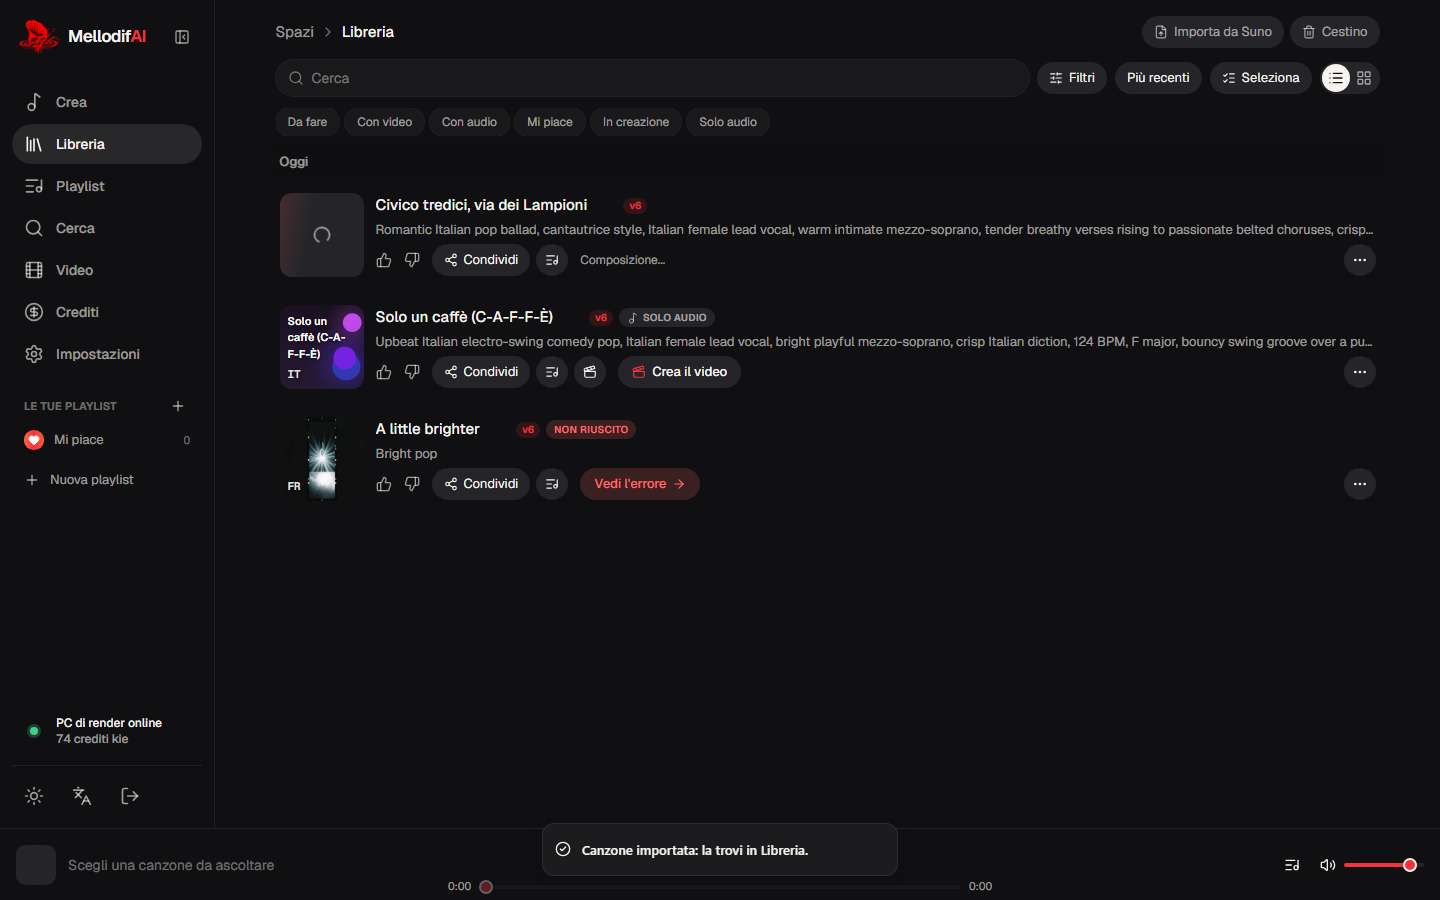 MellodifAI
Crea
Libreria
Playlist
Cerca
Video
Crediti
Impostazioni
LE TUE PLAYLIST
Mi piace 0
Nuova playlist
PC di render online
74 crediti kie
Spazi > Libreria
Importa da Suno
Cestino
Cerca
Filtri
Più recenti
Seleziona
Da fare
Con video
Con audio
Mi piace
In creazione
Solo audio
Oggi
Civico tredici, via dei Lampioni v6
Romantic Italian pop ballad, cantautrice style, Italian female lead vocal, warm intimate mezzo-soprano, tender breathy verses rising to passionate belted choruses, crisp...
Condividi
Composizione...
Solo un
caffè (C-A-
F-F-È)
IT
Solo un caffè (C-A-F-F-È) v6 SOLO AUDIO
Upbeat Italian electro-swing comedy pop, Italian female lead vocal, bright playful mezzo-soprano, crisp Italian diction, 124 BPM, F major, bouncy swing groove over a pu...
Condividi
Crea il video
FR
A little brighter v6 NON RIUSCITO
Bright pop
Condividi
Vedi l'errore →
Scegli una canzone da ascoltare
Canzone importata: la trovi in Libreria.
0:00
0:00